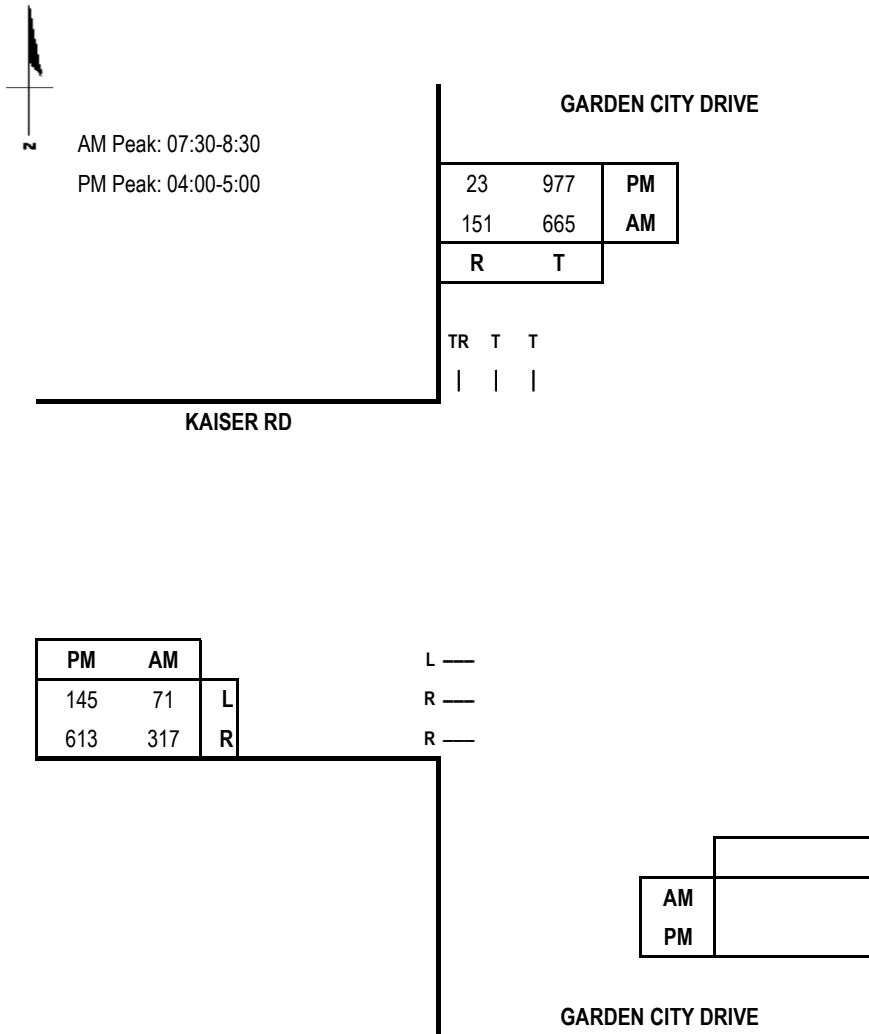 GARDEN CITY DRIVE
N
AM Peak: 07:30-8:30
PM Peak: 04:00-5:00
23 977 PM
151 665 AM
R T
TR T T
KAISER RD
PM AM
145 71 L
613 317 R
L
R
R
AM
PM
GARDEN CITY DRIVE